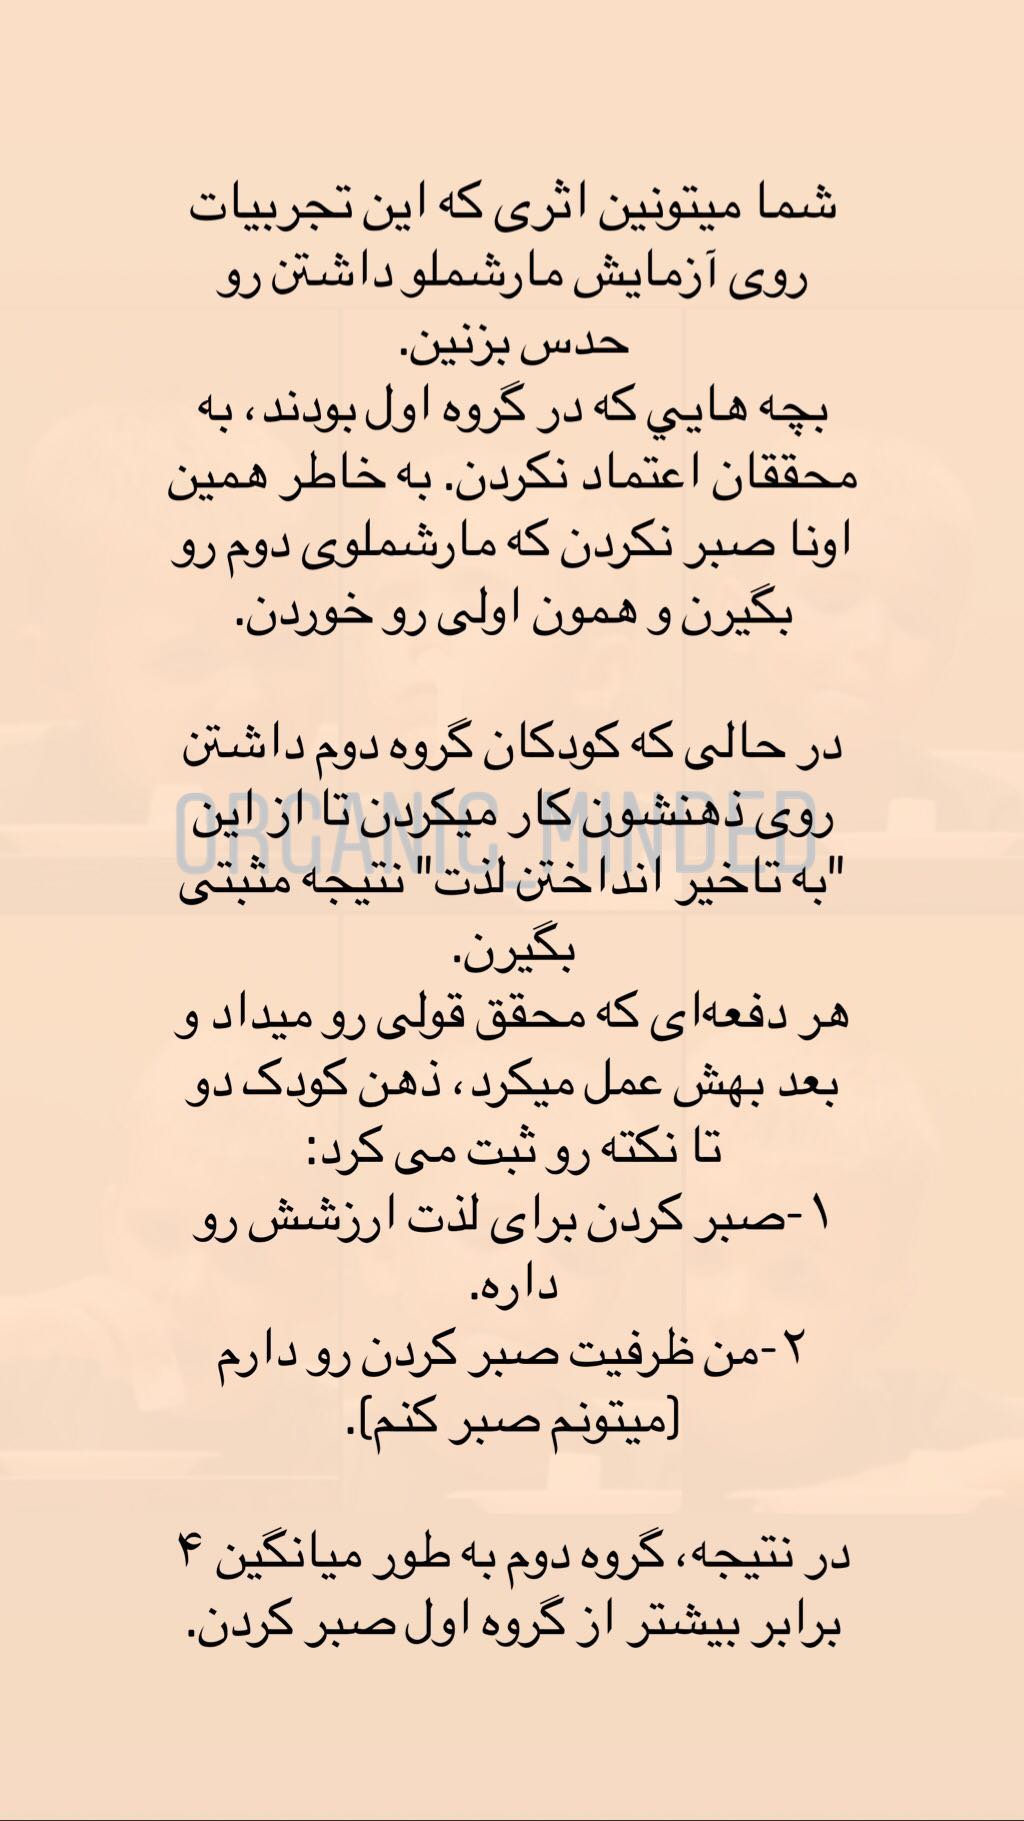 شما میتونین اثری که این تجربیات
روی آزمایش مارشملو داشتن رو
حدس بزنین.
بچه هايي که در گروه اول بودند، به
محققان اعتماد نکردن. به خاطر همین
اونا صبر نکردن که مارشملوی دوم رو
بگیرن و همون اولی رو خوردن.
در حالی که کودکان گروه دوم داشتن
روی ذهنشون کار میکردن تا از این
ORGANIC_MINDED
"به تاخیر انداختن لذت" نتیجه مثبتی
بگیرن.
هر دفعه‌ای که محقق قولی رو میداد و
بعد بهش عمل میکرد، ذهن کودک دو
تا نکته رو ثبت می کرد:
۱-صبر کردن برای لذت ارزشش رو
داره.
۲-من ظرفیت صبر کردن رو دارم
(میتونم صبر کنم).
در نتیجه، گروه دوم به طور میانگین ۴
برابر بیشتر از گروه اول صبر کردن.